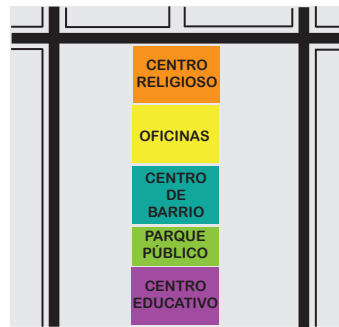 CENTRO
RELIGIOSO
OFICINAS
CENTRO
DE
BARRIO
PARQUE
PÚBLICO
CENTRO
EDUCATIVO